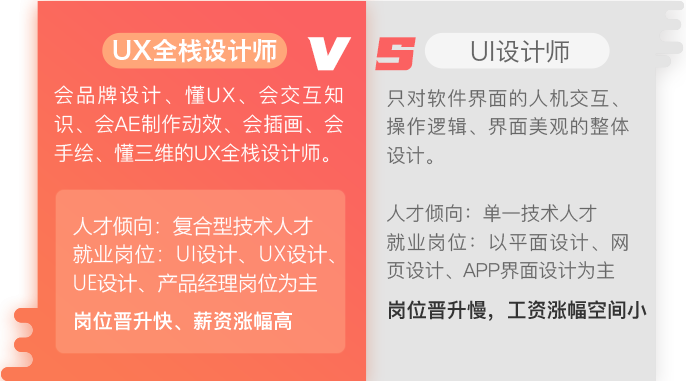 UX全栈设计师
VS
UI设计师
会品牌设计、懂UX、会交互知
识、会AE制作动效、会插画、会
手绘、懂三维的UX全栈设计师。
人才倾向：复合型技术人才
就业岗位：UI设计、UX设计、
UE设计、产品经理岗位为主
岗位晋升快、薪资涨幅高
只对软件界面的人机交互、
操作逻辑、界面美观的整体
设计。
人才倾向：单一技术人才
就业岗位：以平面设计、网
页设计、APP界面设计为主
岗位晋升慢，工资涨幅空间小